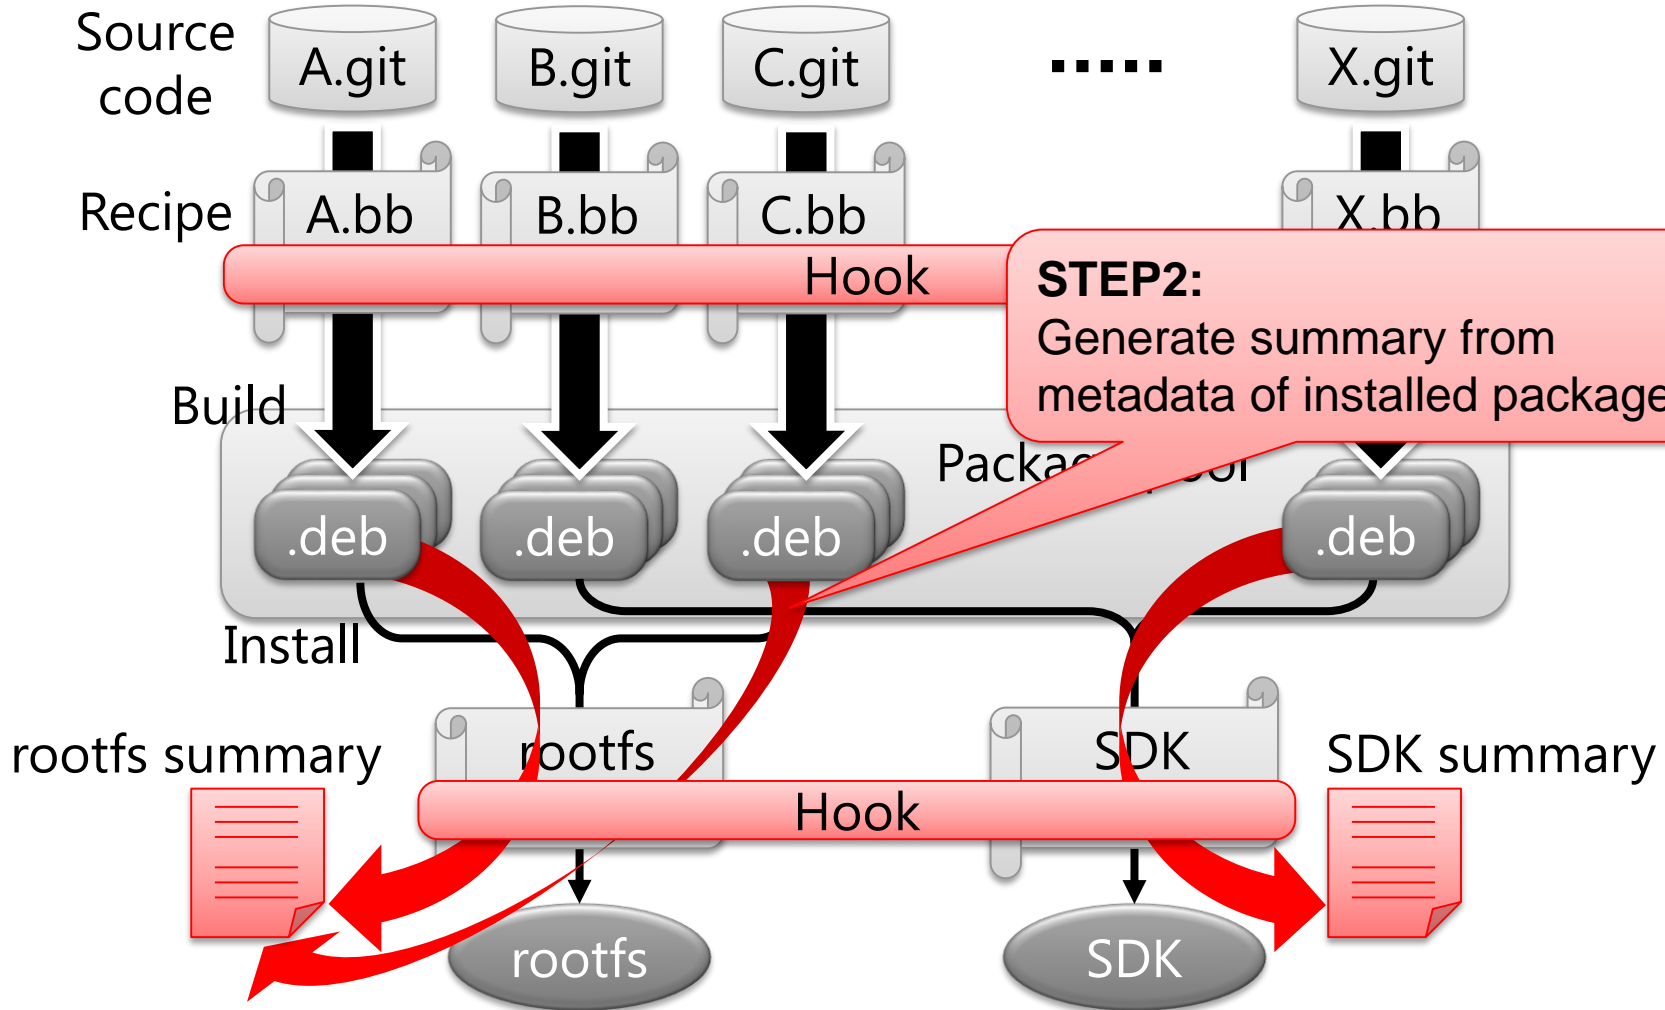 Source
code
A.git
B.git
C.git
X.git
Recipe
A.bb
B.bb
C.bb
X.bb
Hook
STEP2:
Generate summary from
metadata of installed package
Build
.deb
.deb
.deb
.deb
Install
rootfs summary
rootfs
SDK
SDK summary
Hook
rootfs
SDK